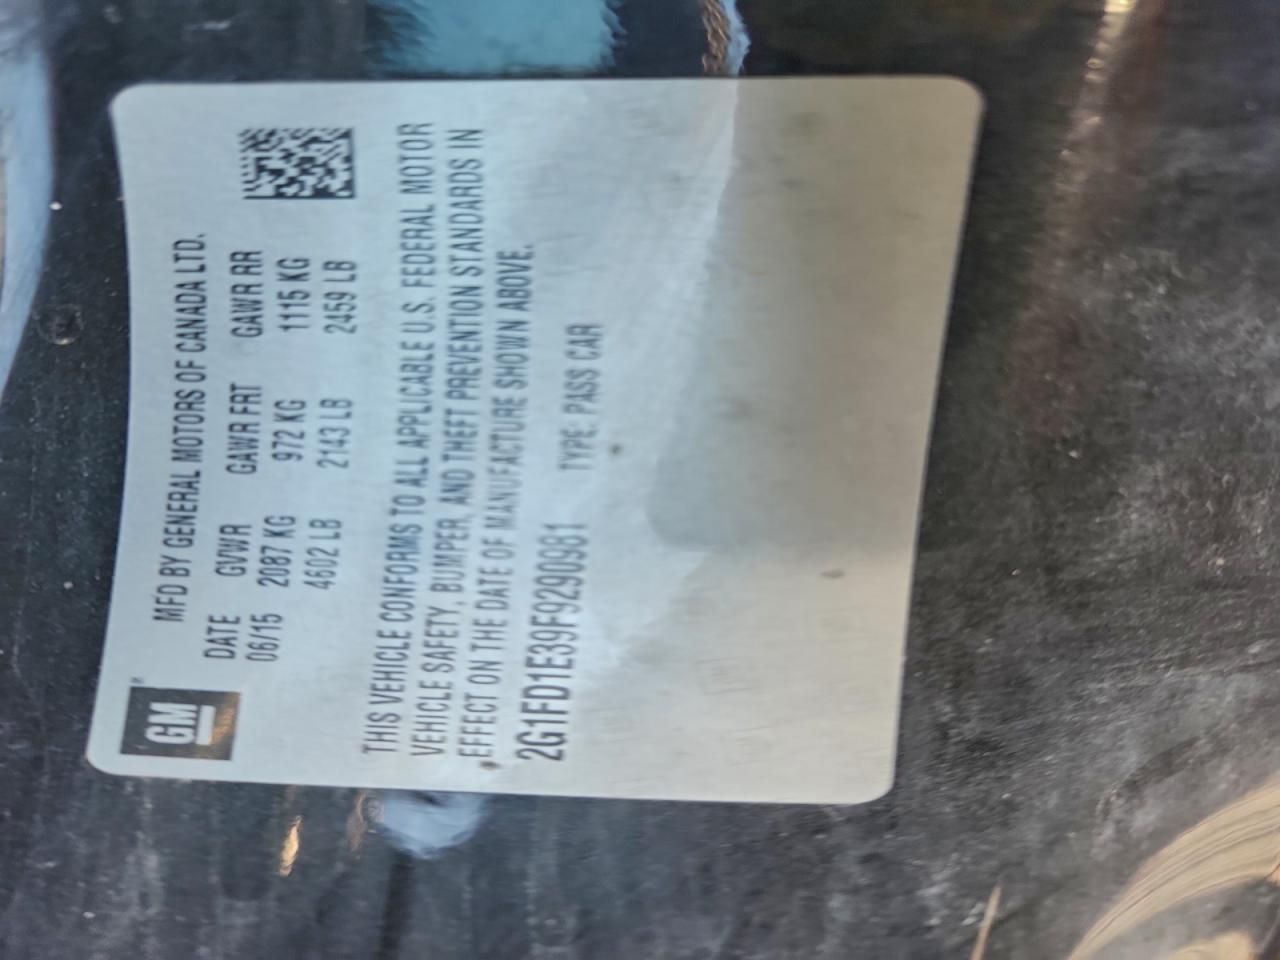 GM
MFD BY GENERAL MOTORS OF CANADA LTD.
DATE GVWR GAWR FRT GAWR RR
06/15 2087 KG 972 KG 1115 KG
4602 LB 2143 LB 2459 LB
THIS VEHICLE CONFORMS TO ALL APPLICABLE U.S. FEDERAL MOTOR
VEHICLE SAFETY, BUMPER, AND THEFT PREVENTION STANDARDS IN
EFFECT ON THE DATE OF MANUFACTURE SHOWN ABOVE.
2G1FD1E39F9290981 TYPE: PASS CAR